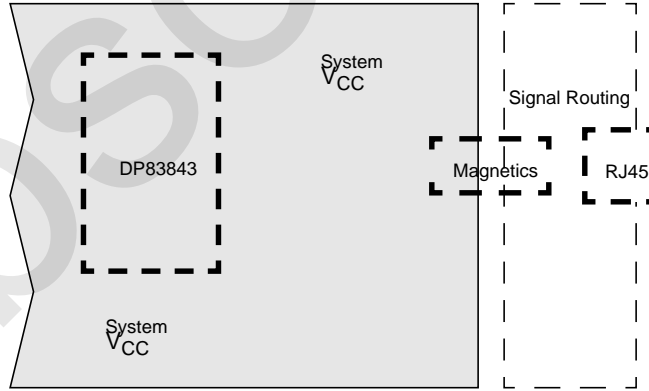 System
VCC
Signal Routing
DP83843
Magnetics
RJ45
System
VCC